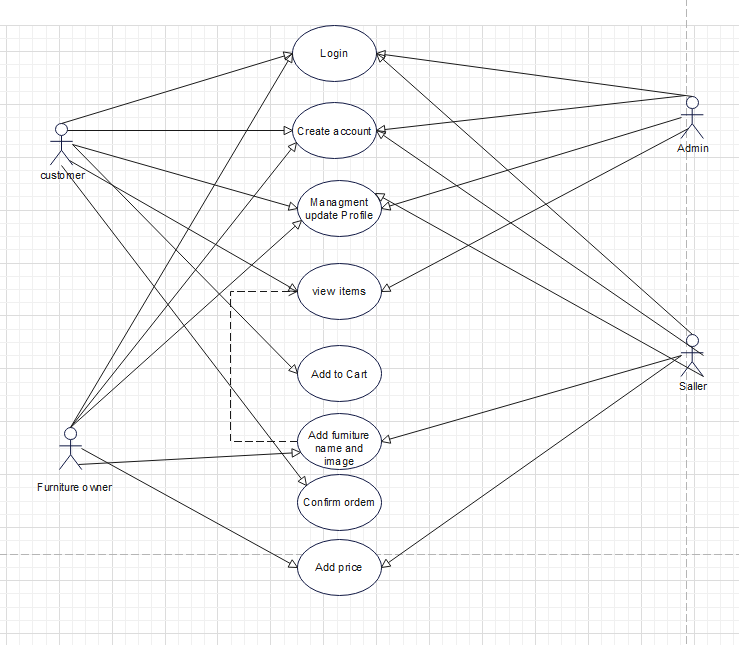 Login
Create account
Admin
customer
Managment
update Profile
view items
Add to Cart
Saller
Add furniture
name and
image
Furniture owner
Confirm ordem
Add price